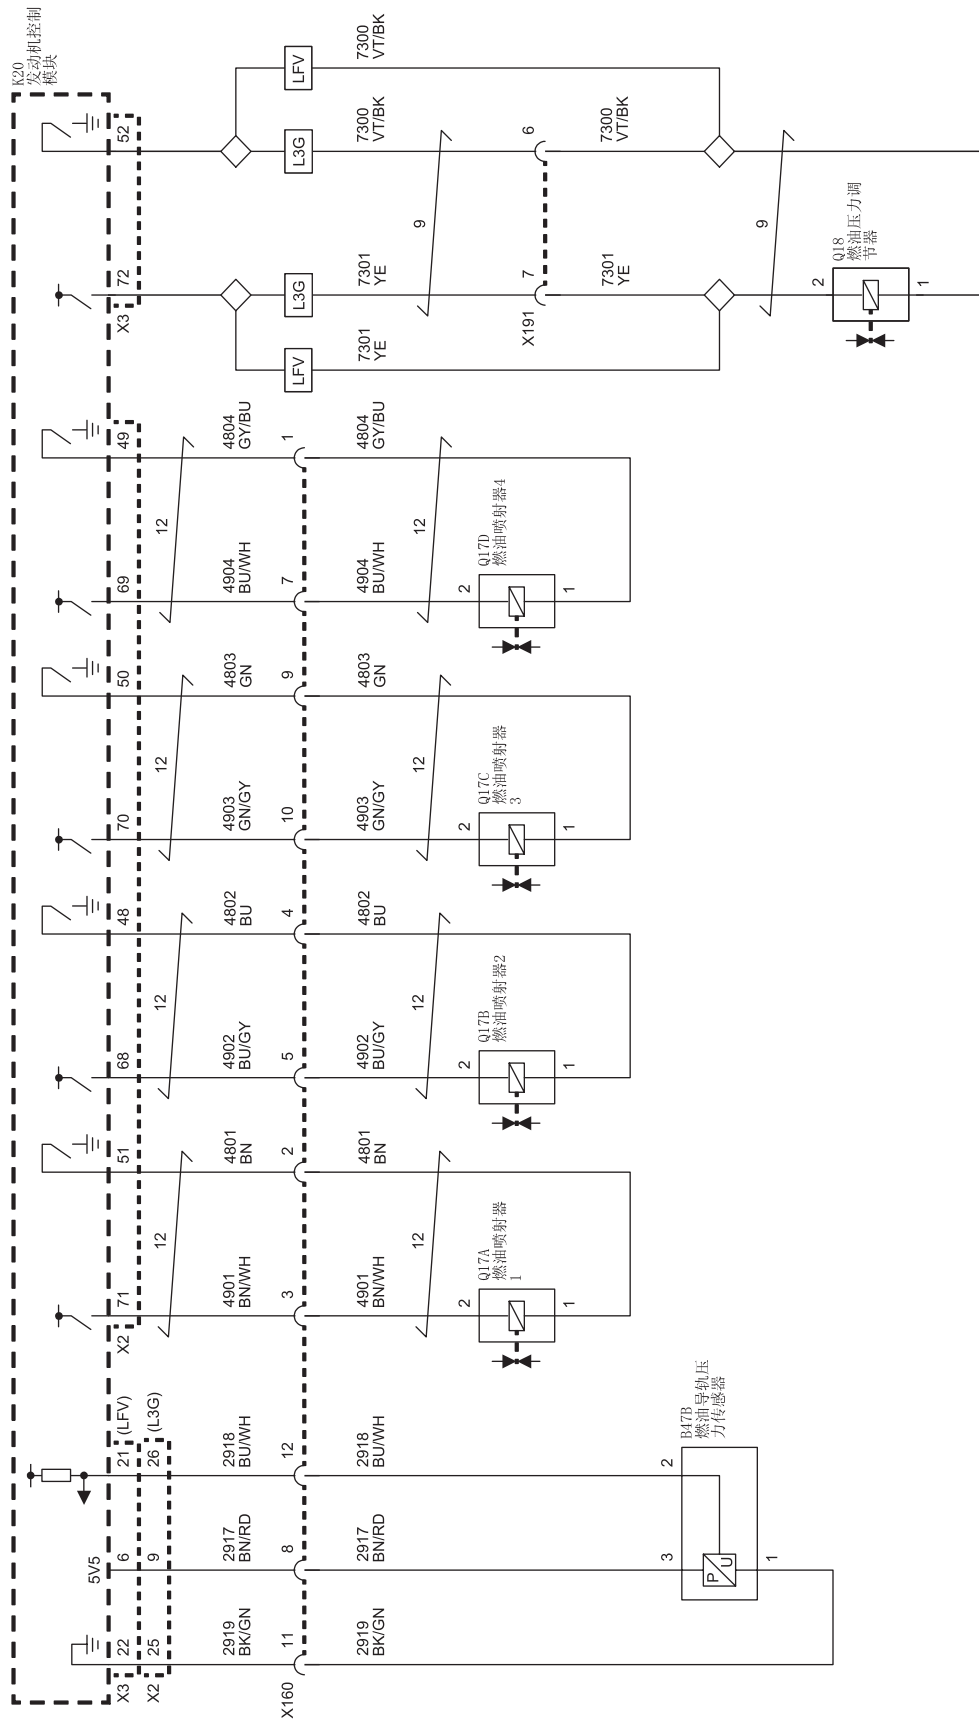 K20
发动机控制
模块
5V5
X3
22
6
21
(LFV)
X2
25
9
26
(L3G)
X2
71
51
68
48
70
50
69
49
X3
72
52
12
12
12
12
2919
BK/GN
2917
BN/RD
2918
BU/WH
4901
BN/WH
4801
BN
4902
BU/GY
4802
BU
4903
GN/GY
4803
GN
4904
BU/WH
4804
GY/BU
LFV
L3G
L3G
LFV
X160
11
8
12
3
2
5
4
10
9
7
1
7301
YE
7301
YE
7300
VT/BK
7300
VT/BK
2919
BK/GN
2917
BN/RD
2918
BU/WH
4901
BN/WH
4801
BN
4902
BU/GY
4802
BU
4903
GN/GY
4803
GN
4904
BU/WH
4804
GY/BU
12
12
12
12
9
X191
7
6
7301
YE
7300
VT/BK
9
Q17A
燃油喷射器
1
2
1
Q17B
燃油喷射器2
2
1
Q17C
燃油喷射器
3
2
1
Q17D
燃油喷射器4
2
1
B47B
燃油导轨压
力传感器
3
2
P
U
1
Q18
燃油压力调
节器
2
1